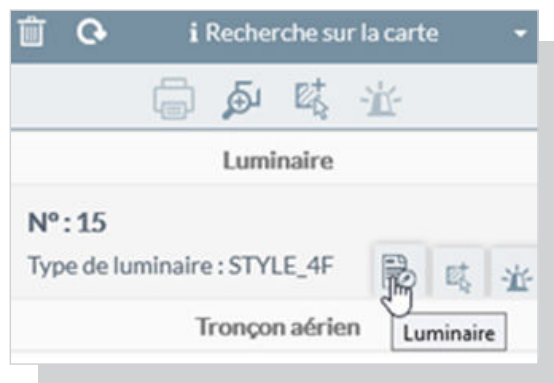 i Recherche sur la carte
Luminaire
N° : 15
Type de luminaire : STYLE_4F
Tronçon aérien
Luminaire